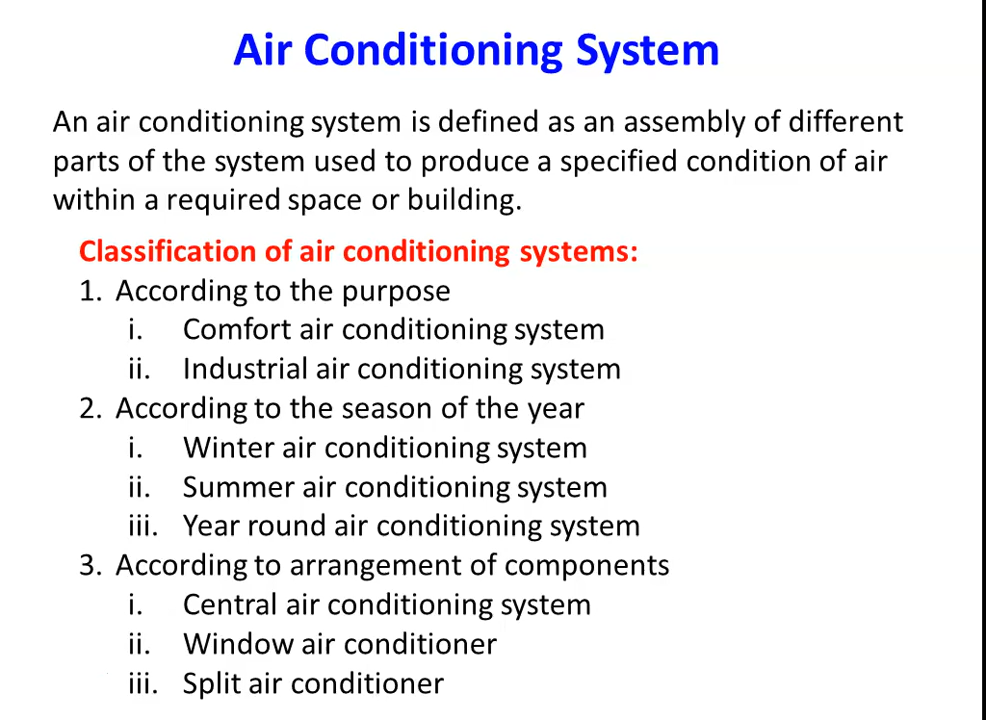 Air Conditioning System
An air conditioning system is defined as an assembly of different
parts of the system used to produce a specified condition of air
within a required space or building.
Classification of air conditioning systems:
1. According to the purpose
i. Comfort air conditioning system
ii. Industrial air conditioning system
2. According to the season of the year
i. Winter air conditioning system
ii. Summer air conditioning system
iii. Year round air conditioning system
3. According to arrangement of components
i. Central air conditioning system
ii. Window air conditioner
iii. Split air conditioner